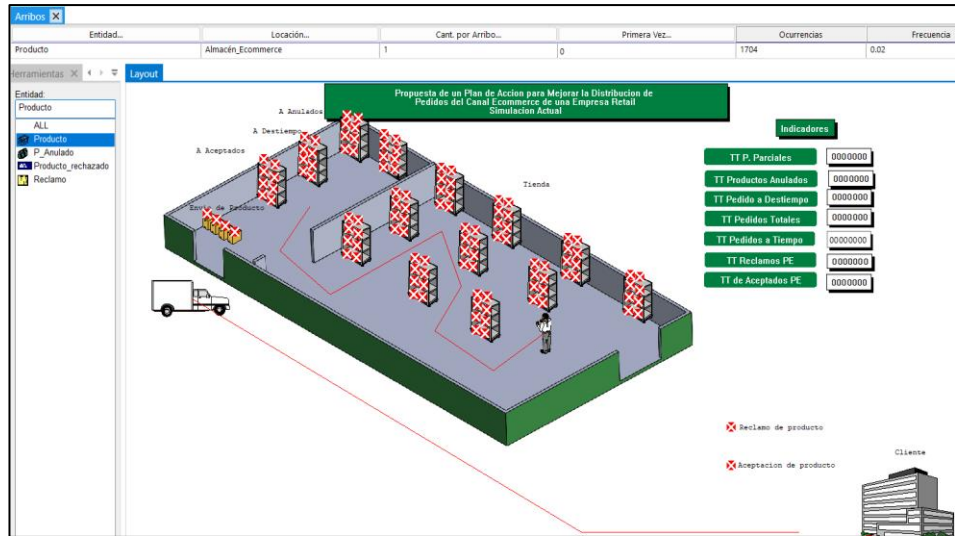 Arribos
Entidad... Locación... Cant. por Arribo... Primera Vez... Ocurrencias Frecuencia
Producto Almacén_Ecommerce 1 0 1704 0.02
Herramientas Layout
Entidad:
Producto
ALL
Producto
P_Anulado
Producto_rechazado
Reclamo
Propuesta de un Plan de Accion para Mejorar la Distribucion de
Pedidos del Canal Ecommerce de una Empresa Retail
Simulacion Actual
A Anulados
A Destiempo
A Aceptados
Envio de Producto
Tienda
Indicadores
TT P. Parciales 0000000
TT Productos Anulados 0000000
TT Pedido a Destiempo 0000000
TT Pedidos Totales 0000000
TT Pedidos a Tiempo 00000000
TT Reclamos PE 0000000
TT de Aceptados PE 0000000
Reclamo de producto
Aceptacion de producto
Cliente